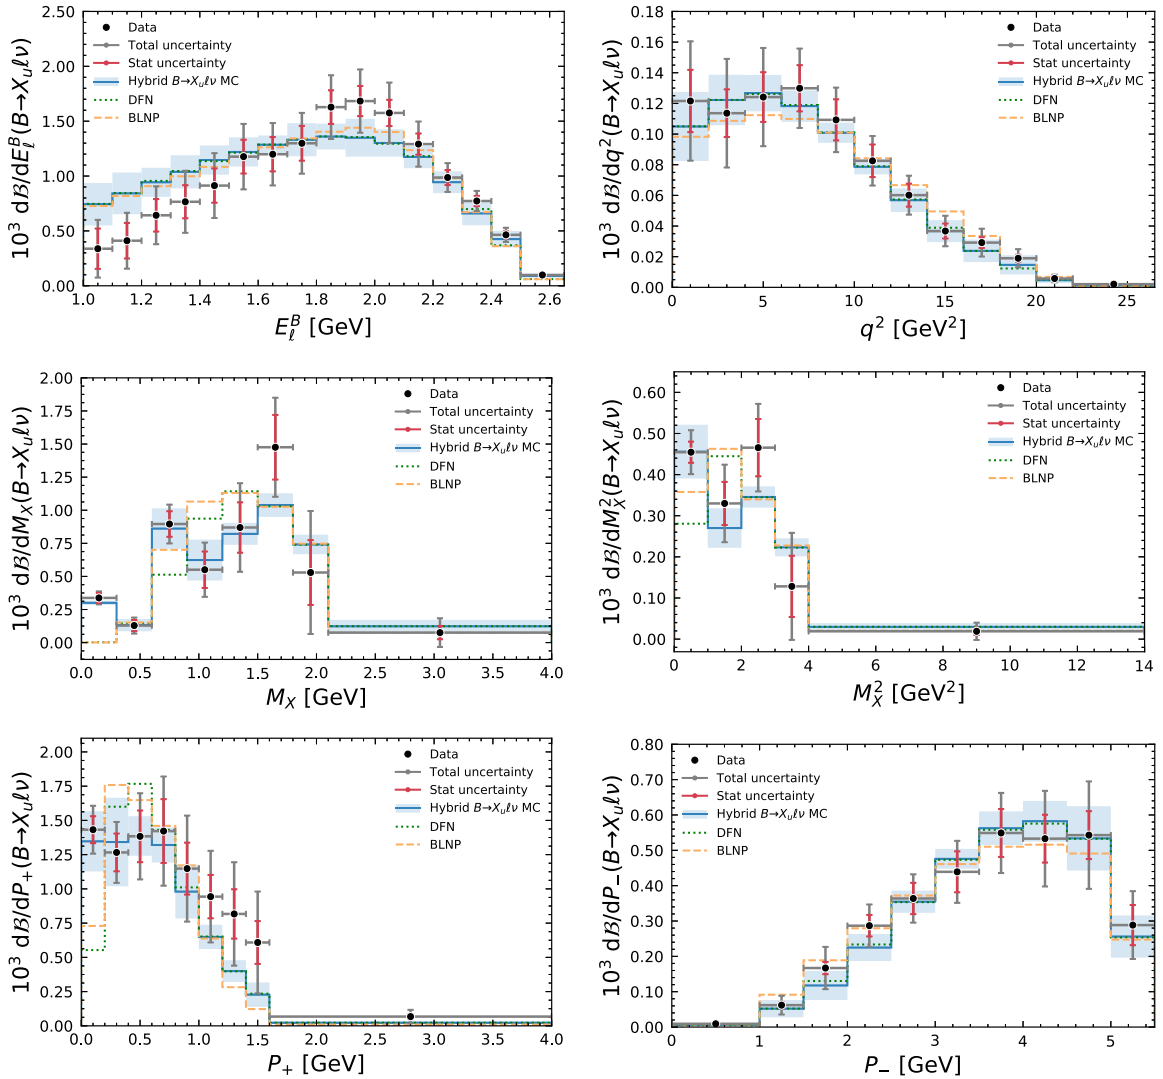 10³ dℬ/dE_ℓ^B(B→X_uℓν)
3.00
2.50
2.00
1.50
1.00
0.50
0.00
Data
Total uncertainty
Stat uncertainty
Hybrid B→X_uℓν MC
DFN
BLNP
1.0 1.2 1.4 1.6 1.8 2.0 2.2 2.4 2.6
E_ℓ^B [GeV]
10³ dℬ/dq²(B→X_uℓν)
0.18
0.16
0.14
0.12
0.10
0.08
0.06
0.04
0.02
0.00
Data
Total uncertainty
Stat uncertainty
Hybrid B→X_uℓν MC
DFN
BLNP
0 5 10 15 20 25
q² [GeV²]
10³ dℬ/dM_X(B→X_uℓν)
2.00
1.75
1.50
1.25
1.00
0.75
0.50
0.25
0.00
Data
Total uncertainty
Stat uncertainty
Hybrid B→X_uℓν MC
DFN
BLNP
0.0 0.5 1.0 1.5 2.0 2.5 3.0 3.5 4.0
M_X [GeV]
10³ dℬ/dM_X²(B→X_uℓν)
0.60
0.50
0.40
0.30
0.20
0.10
0.00
Data
Total uncertainty
Stat uncertainty
Hybrid B→X_uℓν MC
DFN
BLNP
0 2 4 6 8 10 12 14
M_X² [GeV²]
10³ dℬ/dP₊(B→X_uℓν)
2.00
1.75
1.50
1.25
1.00
0.75
0.50
0.25
0.00
Data
Total uncertainty
Stat uncertainty
Hybrid B→X_uℓν MC
DFN
BLNP
0.0 0.5 1.0 1.5 2.0 2.5 3.0 3.5 4.0
P₊ [GeV]
10³ dℬ/dP₋(B→X_uℓν)
0.80
0.70
0.60
0.50
0.40
0.30
0.20
0.10
0.00
Data
Total uncertainty
Stat uncertainty
Hybrid B→X_uℓν MC
DFN
BLNP
0 1 2 3 4 5
P₋ [GeV]